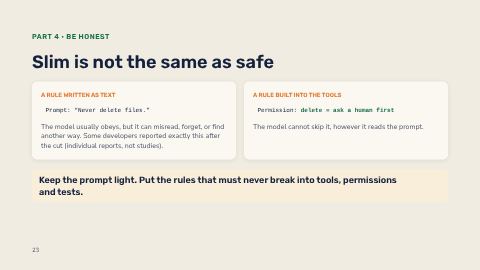 PART 4 • BE HONEST
Slim is not the same as safe
A RULE WRITTEN AS TEXT
Prompt: "Never delete files."
The model usually obeys, but it can misread, forget, or find
another way. Some developers reported exactly this after
the cut (individual reports, not studies).
A RULE BUILT INTO THE TOOLS
Permission: delete = ask a human first
The model cannot skip it, however it reads the prompt.
Keep the prompt light. Put the rules that must never break into tools, permissions
and tests.
23